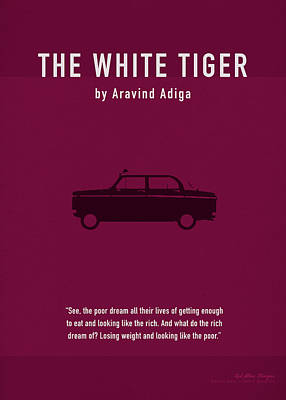 THE WHITE TIGER
by Aravind Adiga
"See, the poor dream all their lives of getting enough
to eat and looking like the rich. And what do the rich
dream of? Losing weight and looking like the poor."